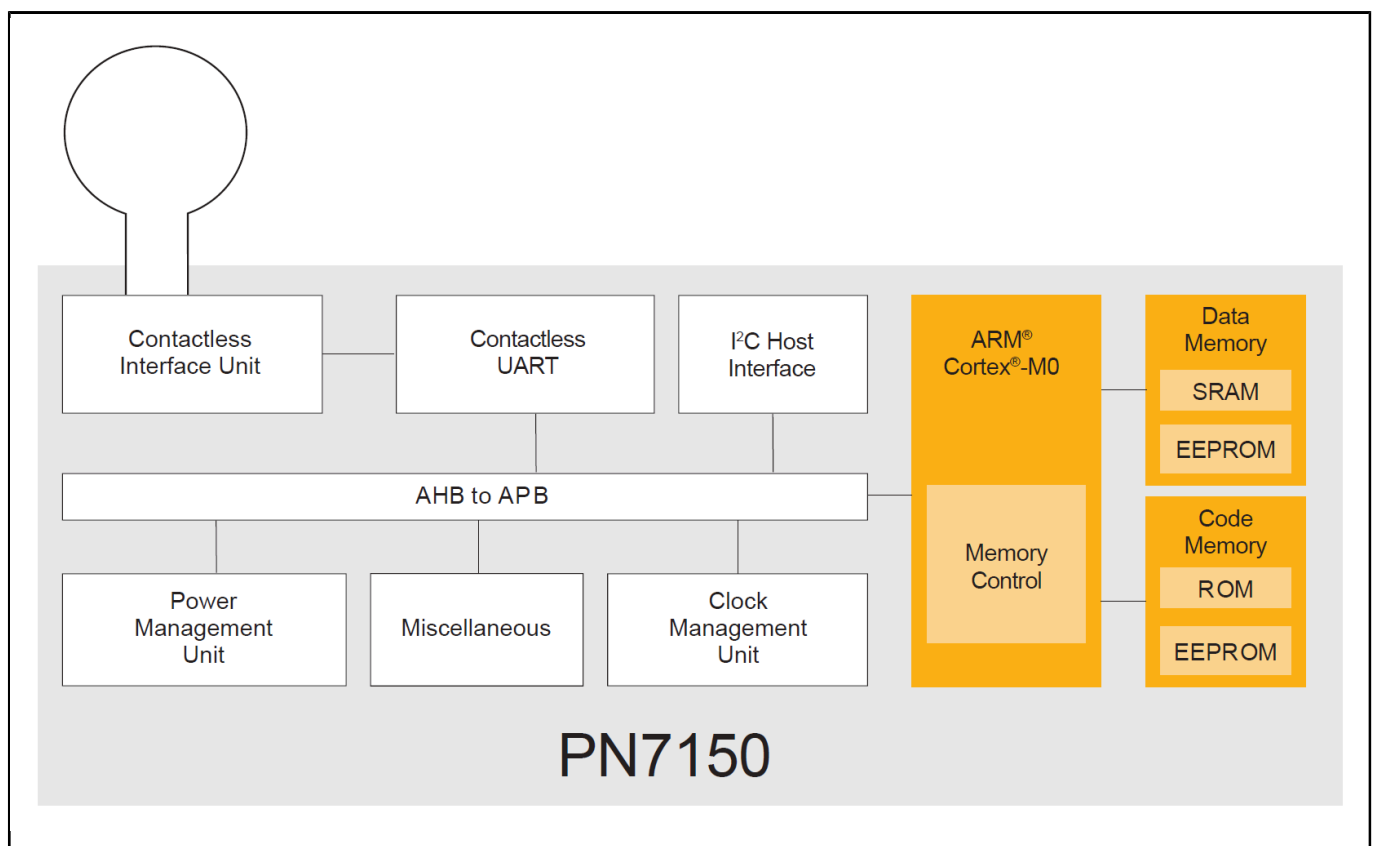 Contactless
Interface Unit
Contactless
UART
I²C Host
Interface
ARM®
Cortex®-M0
Data
Memory
SRAM
EEPROM
AHB to APB
Memory
Control
Code
Memory
ROM
EEPROM
Power
Management
Unit
Miscellaneous
Clock
Management
Unit
PN7150